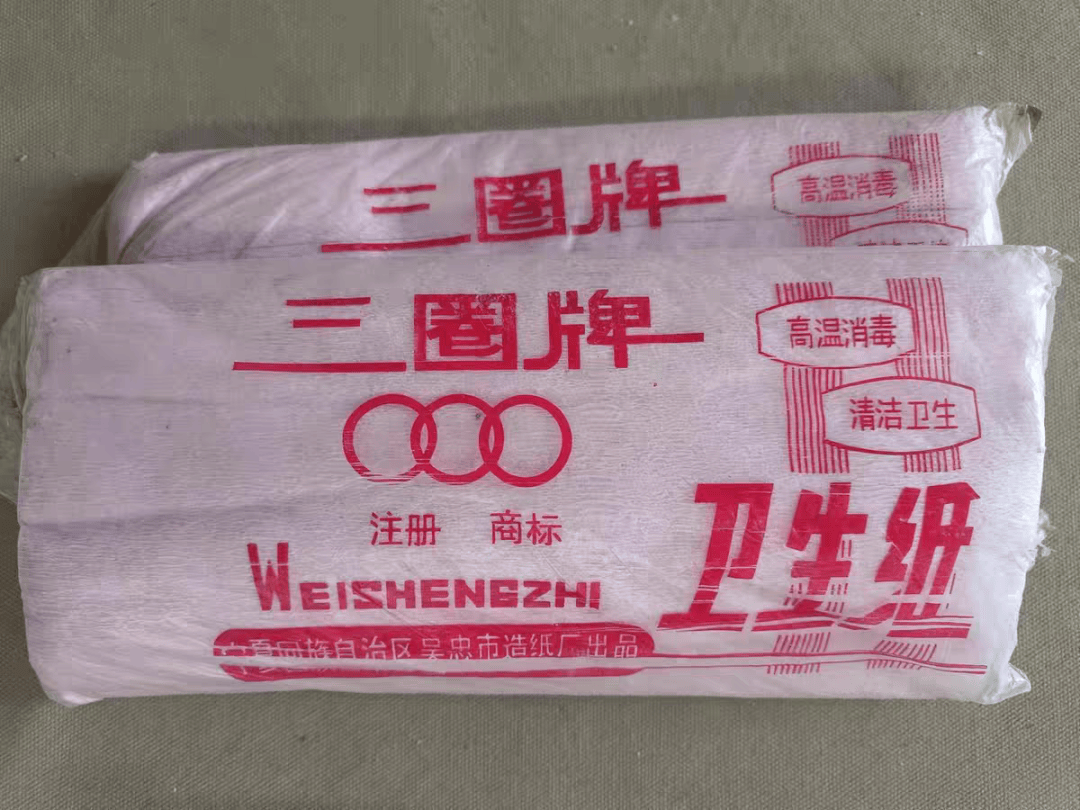 三圈牌
高温消毒
三圈牌
高温消毒
清洁卫生
注册 商标
WEISHENGZHI
卫生纸
宁夏回族自治区吴忠市造纸厂出品